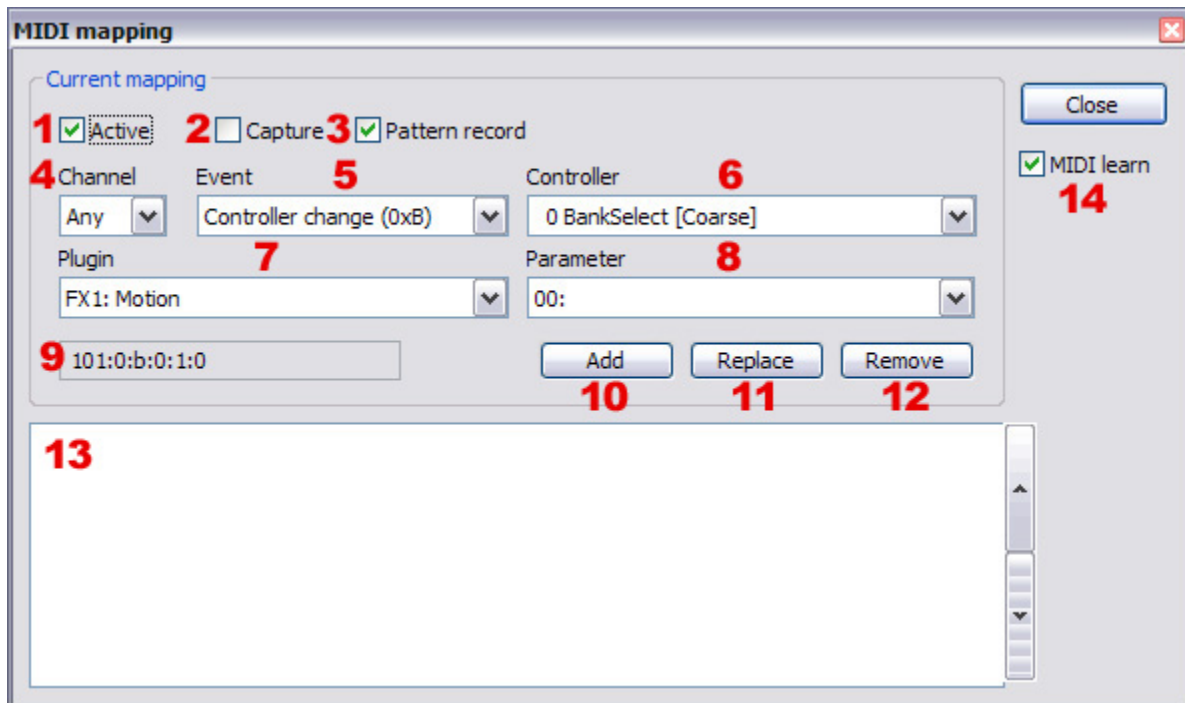 MIDI mapping
Current mapping
Close
1 Active 2 Capture 3 Pattern record
MIDI learn
14
4 Channel Event 5 Controller 6
Any Controller change (0xB) 0 BankSelect [Coarse]
7 8
Plugin Parameter
FX1: Motion 00:
9 101:0:b:0:1:0 Add Replace Remove
10 11 12
13